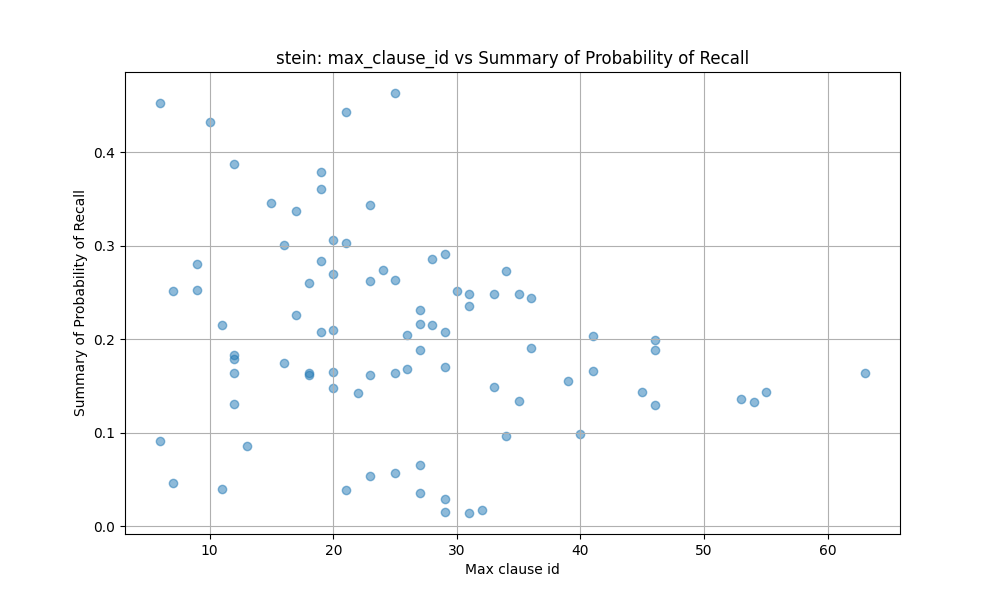 stein: max_clause_id vs Summary of Probability of Recall
Summary of Probability of Recall
0.4
0.3
0.2
0.1
0.0
10 20 30 40 50 60
Max clause id